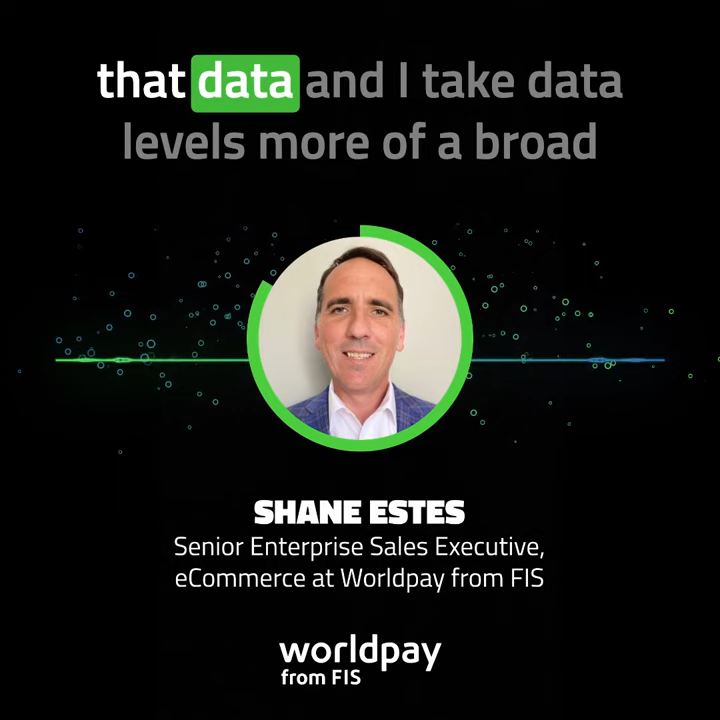 that data and I take data
levels more of a broad
SHANE ESTES
Senior Enterprise Sales Executive,
eCommerce at Worldpay from FIS
worldpay
from FIS